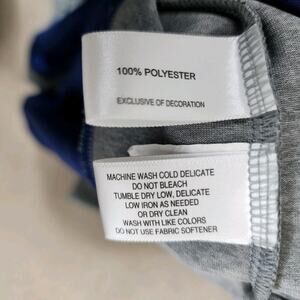 100% POLYESTER
EXCLUSIVE OF DECORATION
MACHINE WASH COLD DELICATE
DO NOT BLEACH
TUMBLE DRY LOW, DELICATE
LOW IRON AS NEEDED
OR DRY CLEAN
WASH WITH LIKE COLORS
DO NOT USE FABRIC SOFTENER